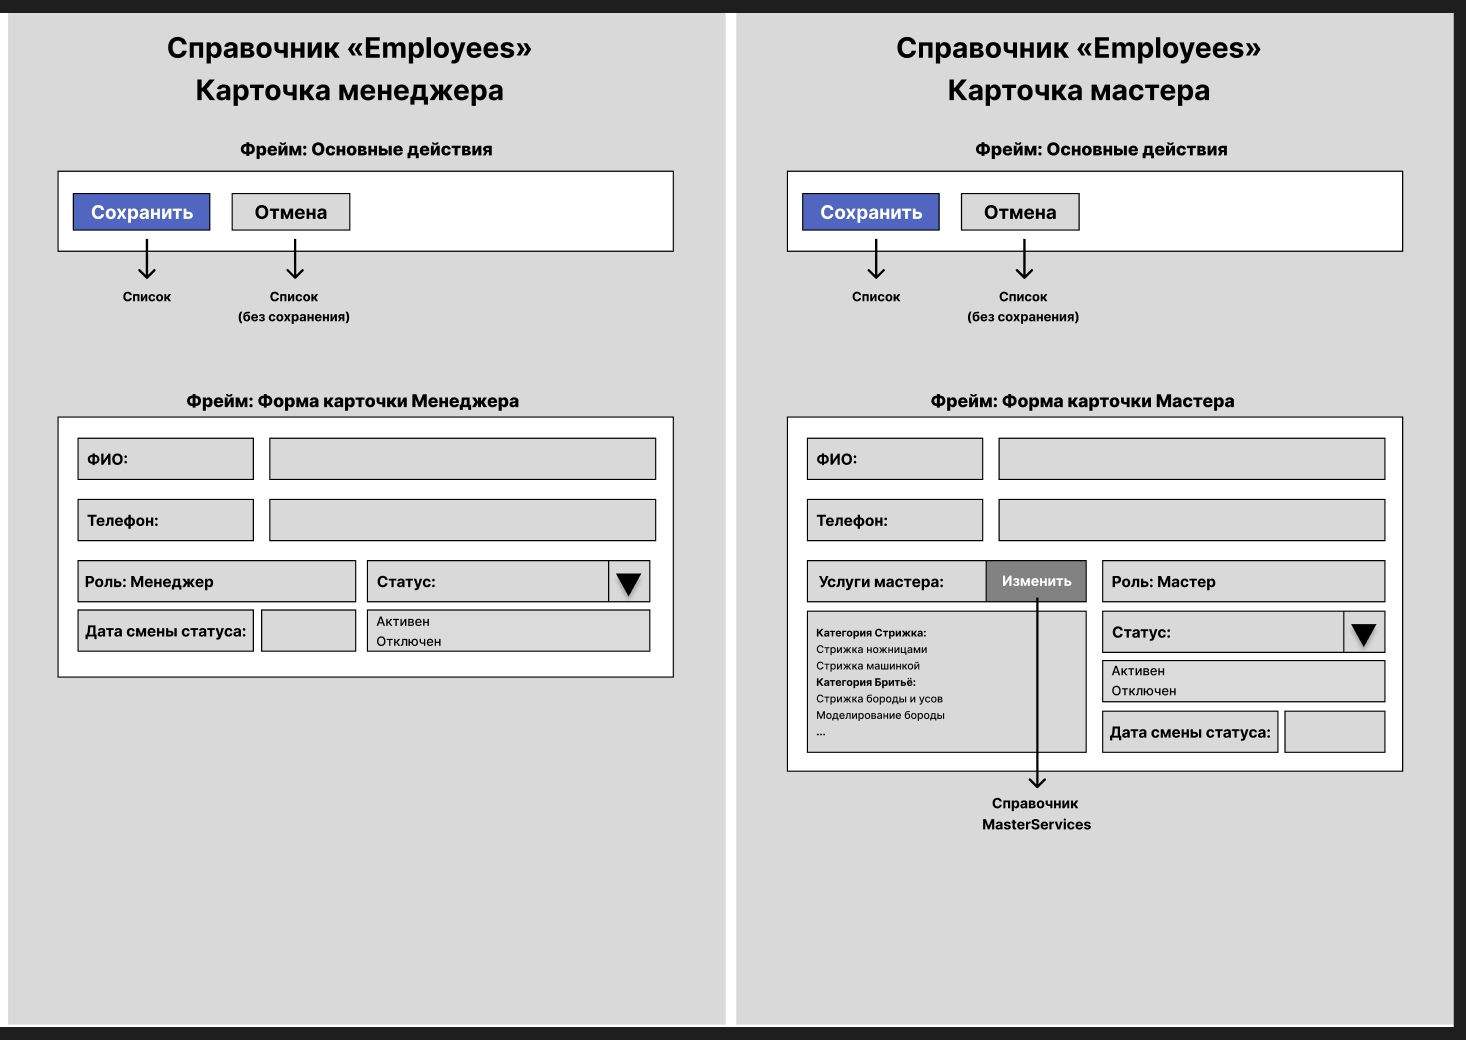 Справочник «Employees»
Карточка менеджера
Фрейм: Основные действия
Сохранить
Отмена
Список
Список
(без сохранения)
Фрейм: Форма карточки Менеджера
ФИО:
Телефон:
Роль: Менеджер
Статус:
Дата смены статуса:
Активен
Отключен
Справочник «Employees»
Карточка мастера
Фрейм: Основные действия
Сохранить
Отмена
Список
Список
(без сохранения)
Фрейм: Форма карточки Мастера
ФИО:
Телефон:
Услуги мастера:
Изменить
Роль: Мастер
Категория Стрижка:
Стрижка ножницами
Стрижка машинкой
Категория Бритьё:
Стрижка бороды и усов
Моделирование бороды
...
Статус:
Активен
Отключен
Дата смены статуса:
Справочник
MasterServices